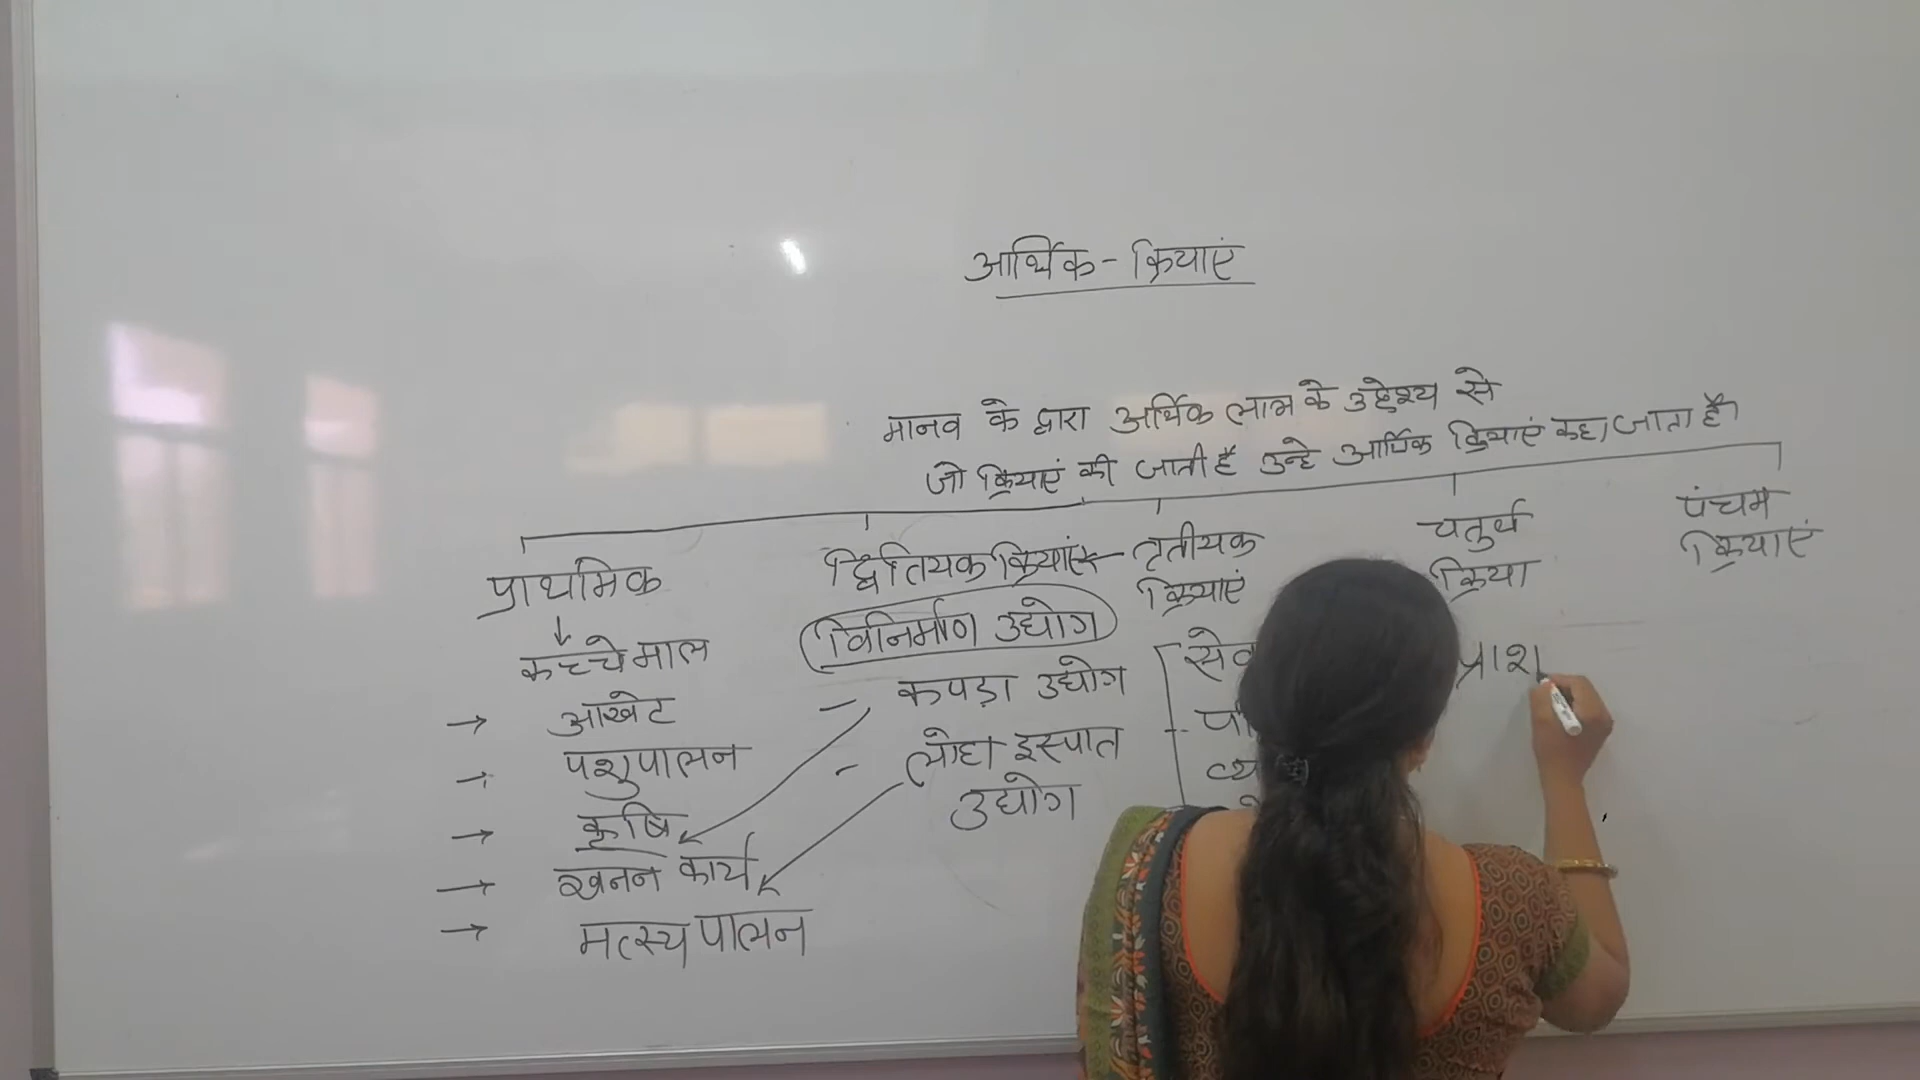 आर्थिक - क्रियाएं
मानव के द्वारा आर्थिक लाभ के उद्देश्य से
जो क्रियाएं की जाती है उन्हे आर्थिक क्रियाएं कहा जाता है।
प्राथमिक
कच्चे माल
→ आखेट
→ पशुपालन
→ कृषि
→ खनन कार्य
→ मत्स्य पालन
द्वितियक क्रियाएं
विनिर्माण उद्योग
- कपड़ा उद्योग
- लोहा इस्पात
उद्योग
तृतीयक
क्रियाएं
चतुर्थ
क्रिया
प्राश
पंचम
क्रियाएं